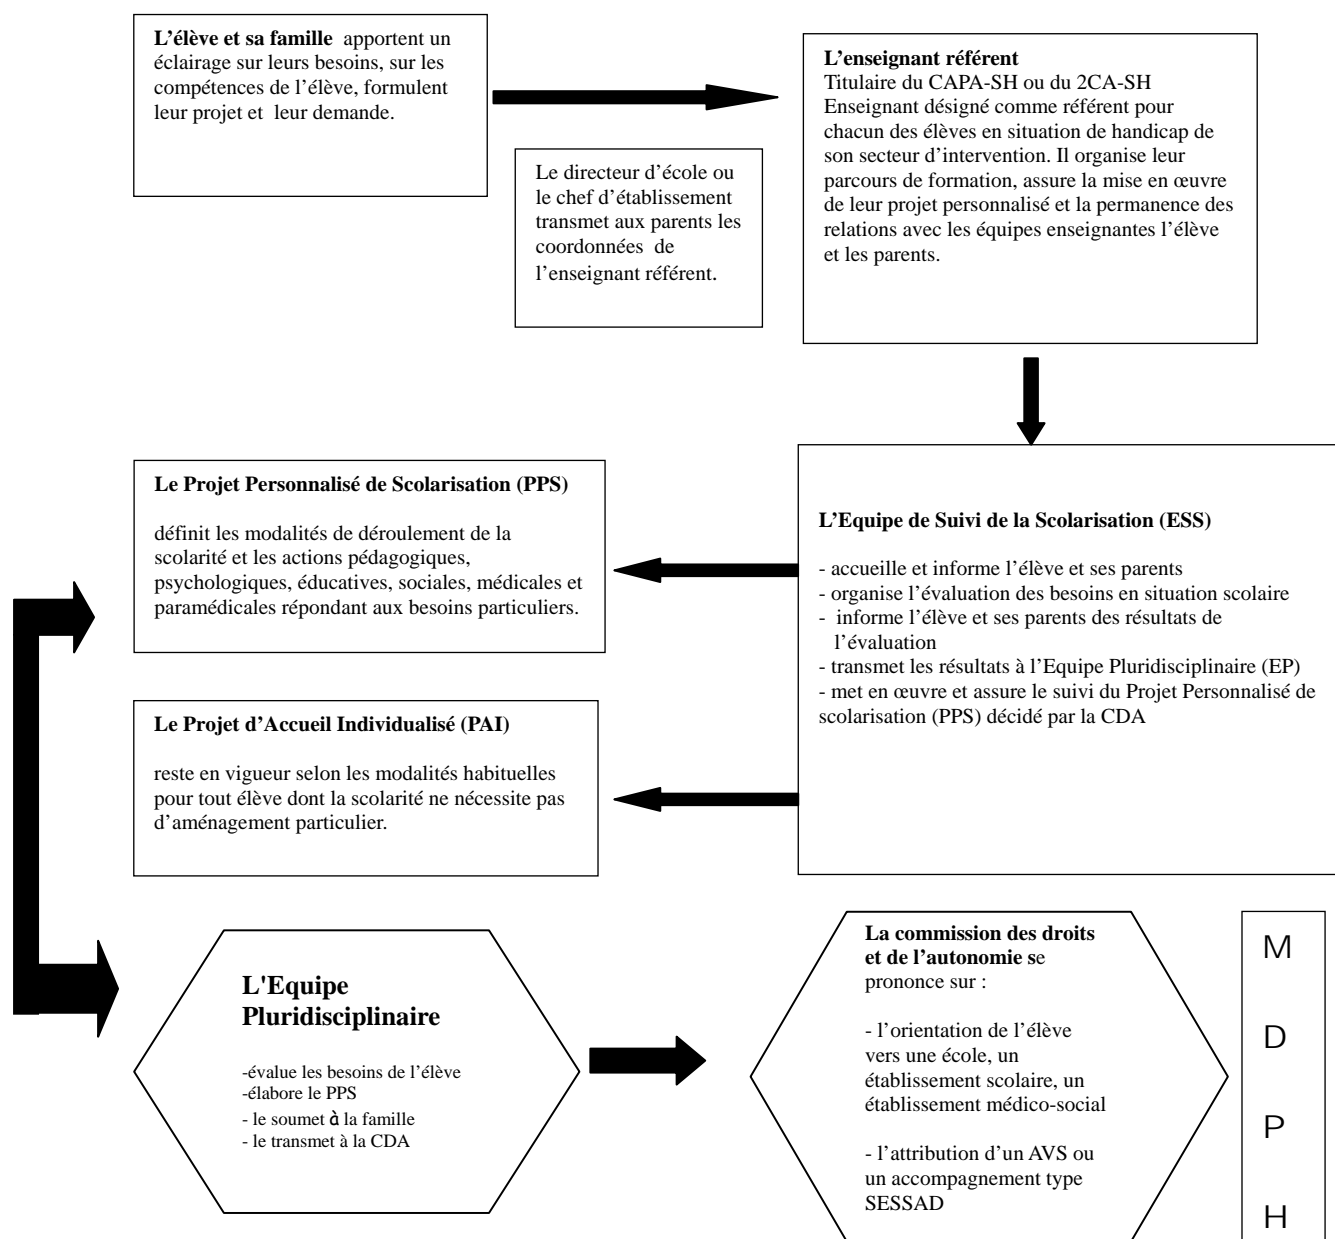 L’élève et sa famille  apportent un
éclairage sur leurs besoins, sur les
compétences de l’élève, formulent
leur projet et  leur demande.
Le directeur d’école ou
le chef d’établissement
transmet aux parents les
coordonnées  de
l’enseignant référent.
L’enseignant référent
Titulaire du CAPA-SH ou du 2CA-SH
Enseignant désigné comme référent pour
chacun des élèves en situation de handicap de
son secteur d’intervention. Il organise leur
parcours de formation, assure la mise en œuvre
de leur projet personnalisé et la permanence des
relations avec les équipes enseignantes l’élève
et les parents.
Le Projet Personnalisé de Scolarisation (PPS)
définit les modalités de déroulement de la
scolarité et les actions pédagogiques,
psychologiques, éducatives, sociales, médicales et
paramédicales répondant aux besoins particuliers.
L’Equipe de Suivi de la Scolarisation (ESS)
- accueille et informe l’élève et ses parents
- organise l’évaluation des besoins en situation scolaire
-  informe l’élève et ses parents des résultats de
l’évaluation
- transmet les résultats à l’Equipe Pluridisciplinaire (EP)
- met en œuvre et assure le suivi du Projet Personnalisé de
scolarisation (PPS) décidé par la CDA
Le Projet d’Accueil Individualisé (PAI)
reste en vigueur selon les modalités habituelles
pour tout élève dont la scolarité ne nécessite pas
d’aménagement particulier.
L'Equipe
Pluridisciplinaire
-évalue les besoins de l’élève
-élabore le PPS
- le soumet à la famille
- le transmet à la CDA
La commission des droits
et de l’autonomie se
prononce sur :
- l’orientation de l’élève
vers une école, un
établissement scolaire, un
établissement médico-social
- l’attribution d’un AVS ou
un accompagnement type
SESSAD
M
D
P
H